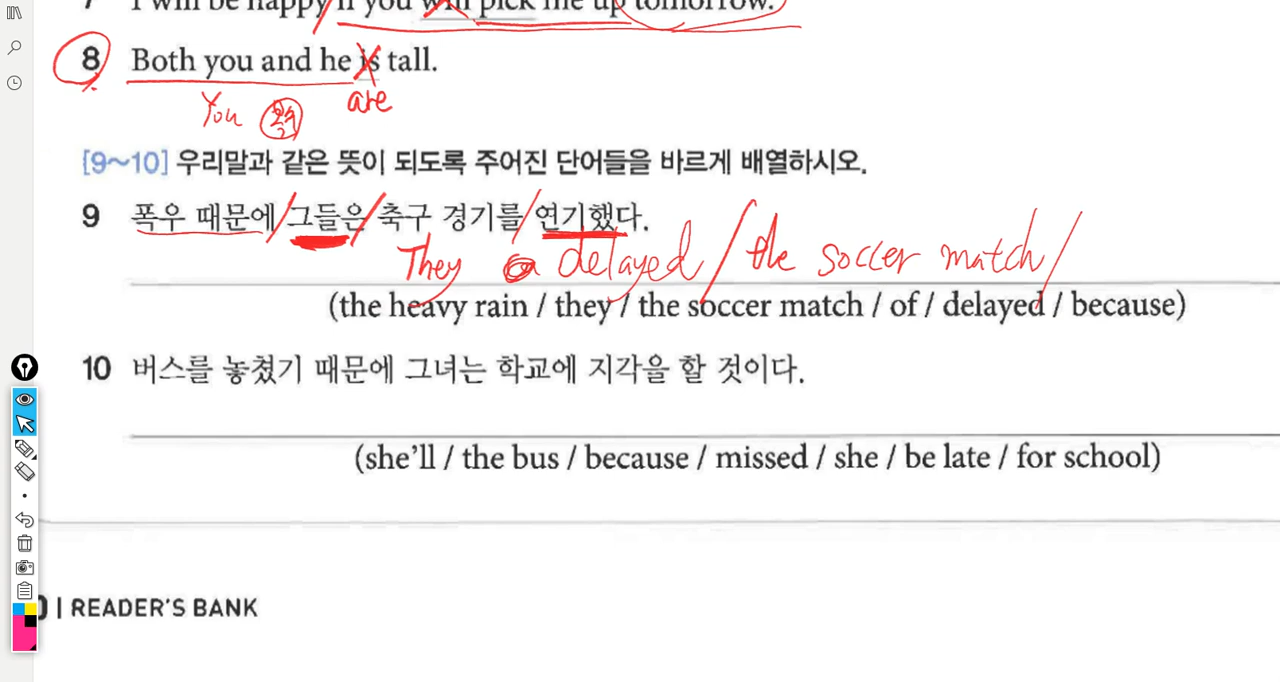 7 I will be happy if you will pick me up tomorrow.
8 Both you and he is tall.
You 복수 are
[9~10] 우리말과 같은 뜻이 되도록 주어진 단어들을 바르게 배열하시오.
9 폭우 때문에/그들은/축구 경기를/연기했다.
They delayed / the soccer match /
(the heavy rain / they / the soccer match / of / delayed / because)
10 버스를 놓쳤기 때문에 그녀는 학교에 지각을 할 것이다.
(she'll / the bus / because / missed / she / be late / for school)
| READER'S BANK